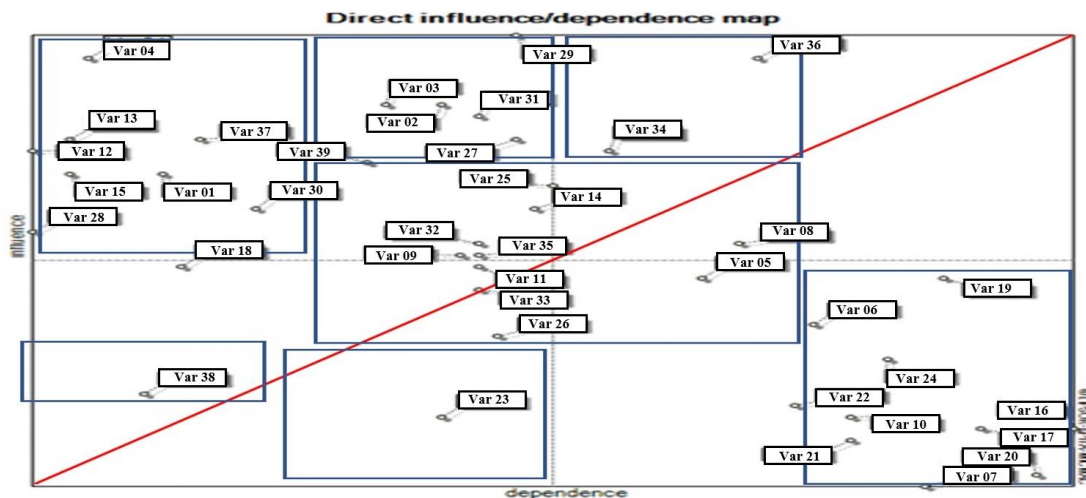 Direct influence/dependence map
Var 04
Var 29
Var 36
Var 03
Var 31
Var 13
Var 02
Var 37
Var 34
Var 12
Var 39
Var 27
Var 25
Var 15
Var 01
Var 30
Var 14
Var 28
Var 32
Var 35
Var 08
Var 18
Var 09
Var 05
influence
Var 11
Var 19
Var 33
Var 06
Var 26
Var 38
Var 24
Var 22
Var 23
Var 16
Var 10
Var 17
Var 21
Var 20
Var 07
dependence